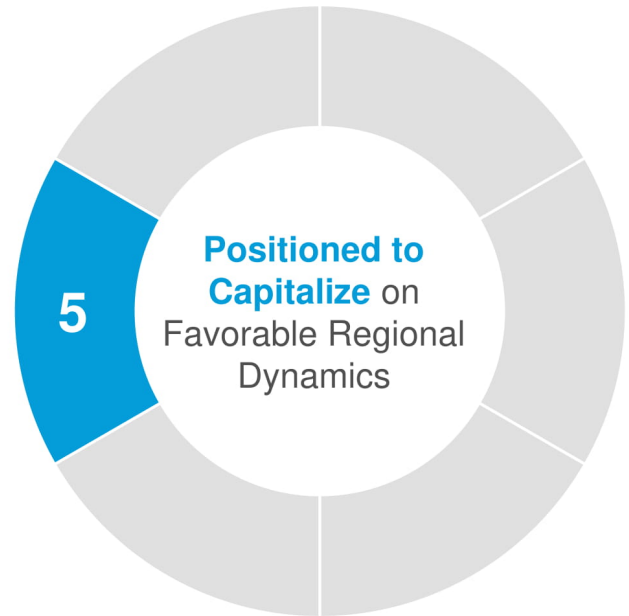 5
Positioned to
Capitalize on
Favorable Regional
Dynamics